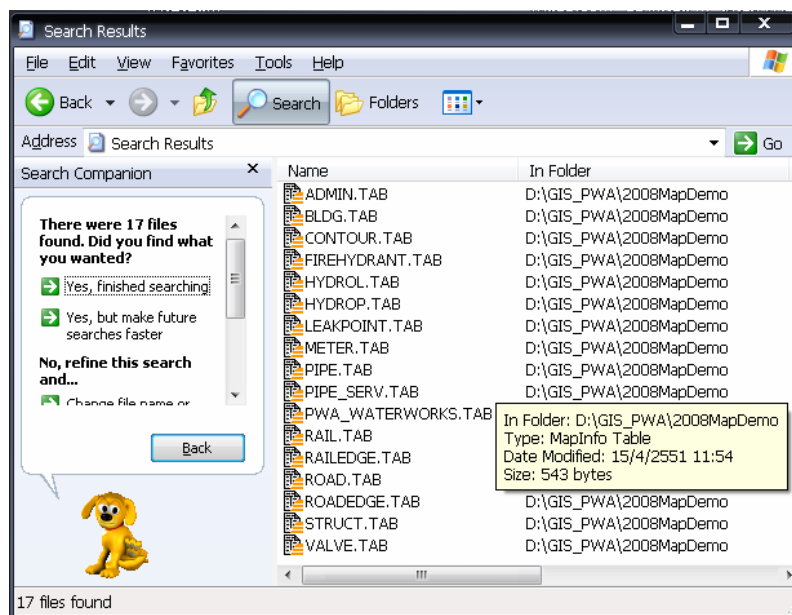 Search Results
File Edit View Favorites Tools Help
Back Search Folders
Address Search Results Go
Search Companion
There were 17 files
found. Did you find what
you wanted?
Yes, finished searching
Yes, but make future
searches faster
No, refine this search
and...
Change file name or
Back
Name In Folder
ADMIN.TAB D:\GIS_PWA\2008MapDemo
BLDG.TAB D:\GIS_PWA\2008MapDemo
CONTOUR.TAB D:\GIS_PWA\2008MapDemo
FIREHYDRANT.TAB D:\GIS_PWA\2008MapDemo
HYDROL.TAB D:\GIS_PWA\2008MapDemo
HYDROP.TAB D:\GIS_PWA\2008MapDemo
LEAKPOINT.TAB D:\GIS_PWA\2008MapDemo
METER.TAB D:\GIS_PWA\2008MapDemo
PIPE.TAB D:\GIS_PWA\2008MapDemo
PIPE_SERV.TAB D:\GIS_PWA\2008MapDemo
PWA_WATERWORKS.TAB
RAIL.TAB
RAILEDGE.TAB
ROAD.TAB
ROADEDGE.TAB D:\GIS_PWA\2008MapDemo
STRUCT.TAB D:\GIS_PWA\2008MapDemo
VALVE.TAB D:\GIS_PWA\2008MapDemo
In Folder: D:\GIS_PWA\2008MapDemo
Type: MapInfo Table
Date Modified: 15/4/2551 11:54
Size: 543 bytes
17 files found